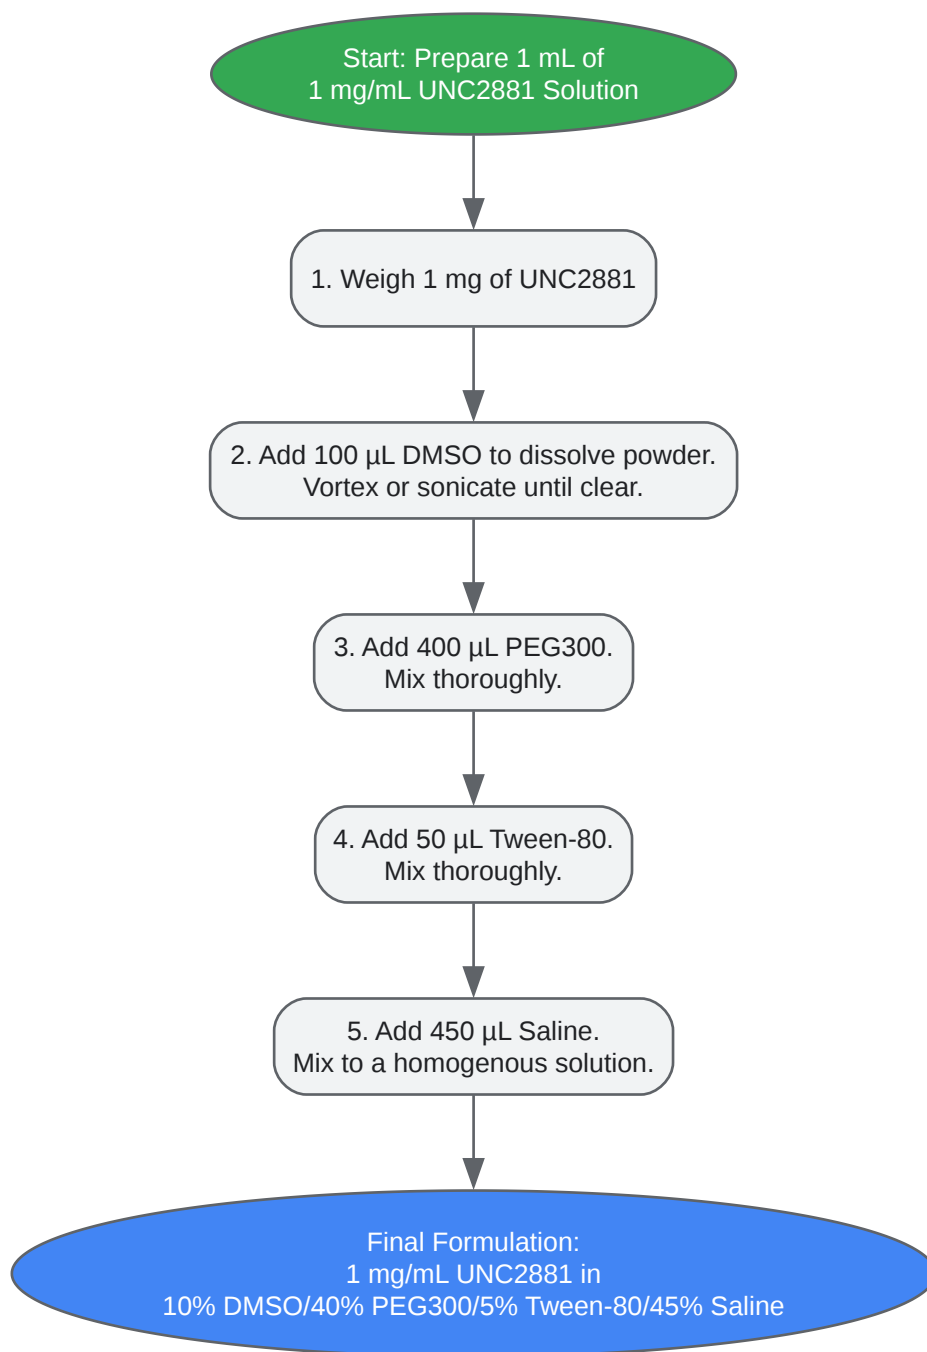 Start: Prepare 1 mL of
1 mg/mL UNC2881 Solution
1. Weigh 1 mg of UNC2881
2. Add 100 µL DMSO to dissolve powder.
Vortex or sonicate until clear.
3. Add 400 µL PEG300.
Mix thoroughly.
4. Add 50 µL Tween-80.
Mix thoroughly.
5. Add 450 µL Saline.
Mix to a homogenous solution.
Final Formulation:
1 mg/mL UNC2881 in
10% DMSO/40% PEG300/5% Tween-80/45% Saline